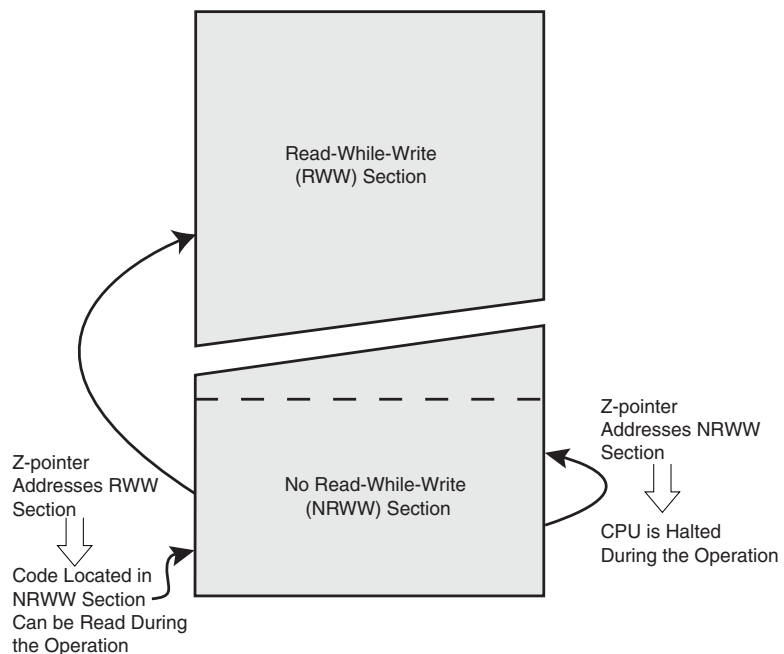 Read-While-Write
(RWW) Section
Z-pointer
Addresses RWW
Section
Code Located in
NRWW Section
Can be Read During
the Operation
No Read-While-Write
(NRWW) Section
Z-pointer
Addresses NRWW
Section
CPU is Halted
During the Operation